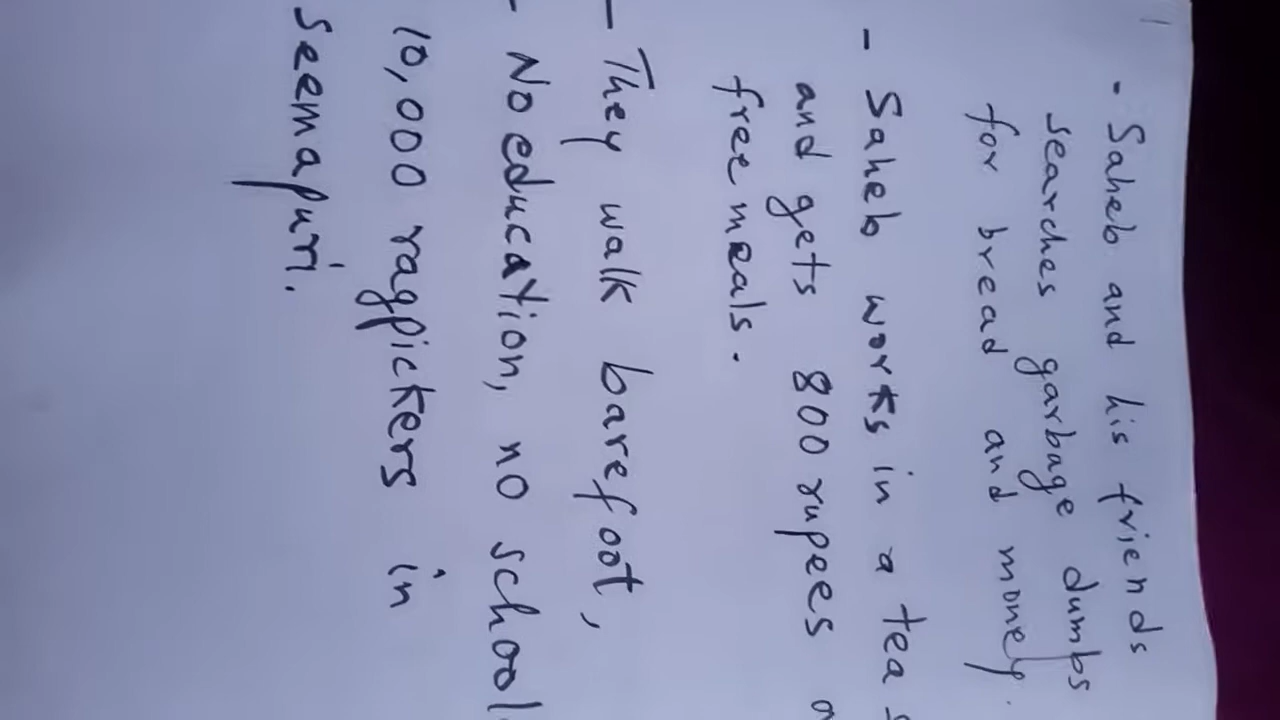 - Saheb and his friends
searches garbage dumbs
for bread and money.
- Saheb works in a tea
and gets 800 rupees
free meals.
- They walk barefoot,
- No education, no school
10,000 ragpickers in
Seemapuri.